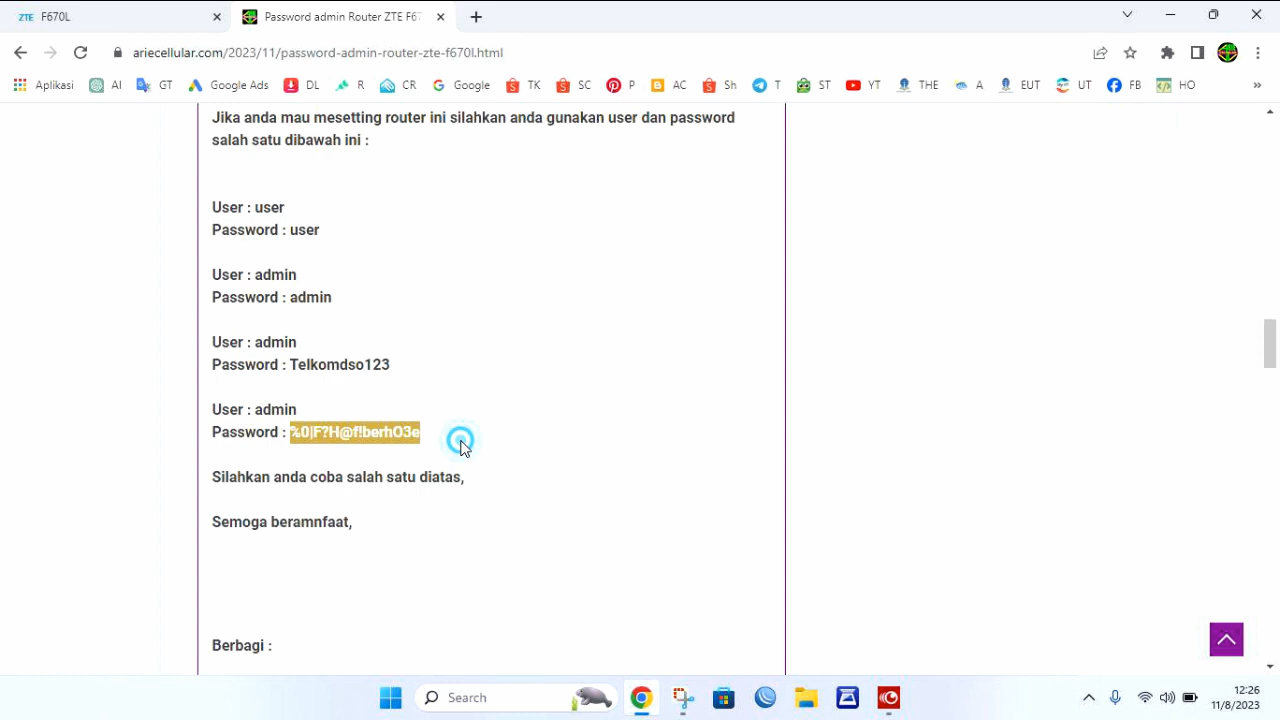 ZTE F670L
Password admin Router ZTE F67
ariecellular.com/2023/11/password-admin-router-zte-f670l.html
Aplikasi AI GT Google Ads DL R CR Google TK SC P AC Sh T ST YT THE A EUT UT FB HO »
Jika anda mau mesetting router ini silahkan anda gunakan user dan password
salah satu dibawah ini :
User : user
Password : user
User : admin
Password : admin
User : admin
Password : Telkomdso123
User : admin
Password : %0|F?H@f!berhO3e
Silahkan anda coba salah satu diatas,
Semoga beramnfaat,
Berbagi :
Search
12:26
11/8/2023